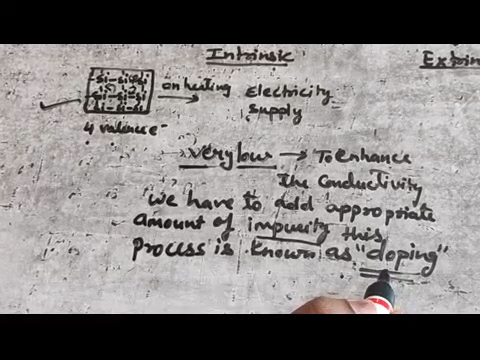 Intrinsic Extrin
-Si-Si-Si
-Si-Si-Si
Si-Si-Si
on heating Electricity
Supply
4 valence e-
→ very low → To enhance
the Conductivity
we have to add appropriate
amount of impurity this
process is known as "doping"